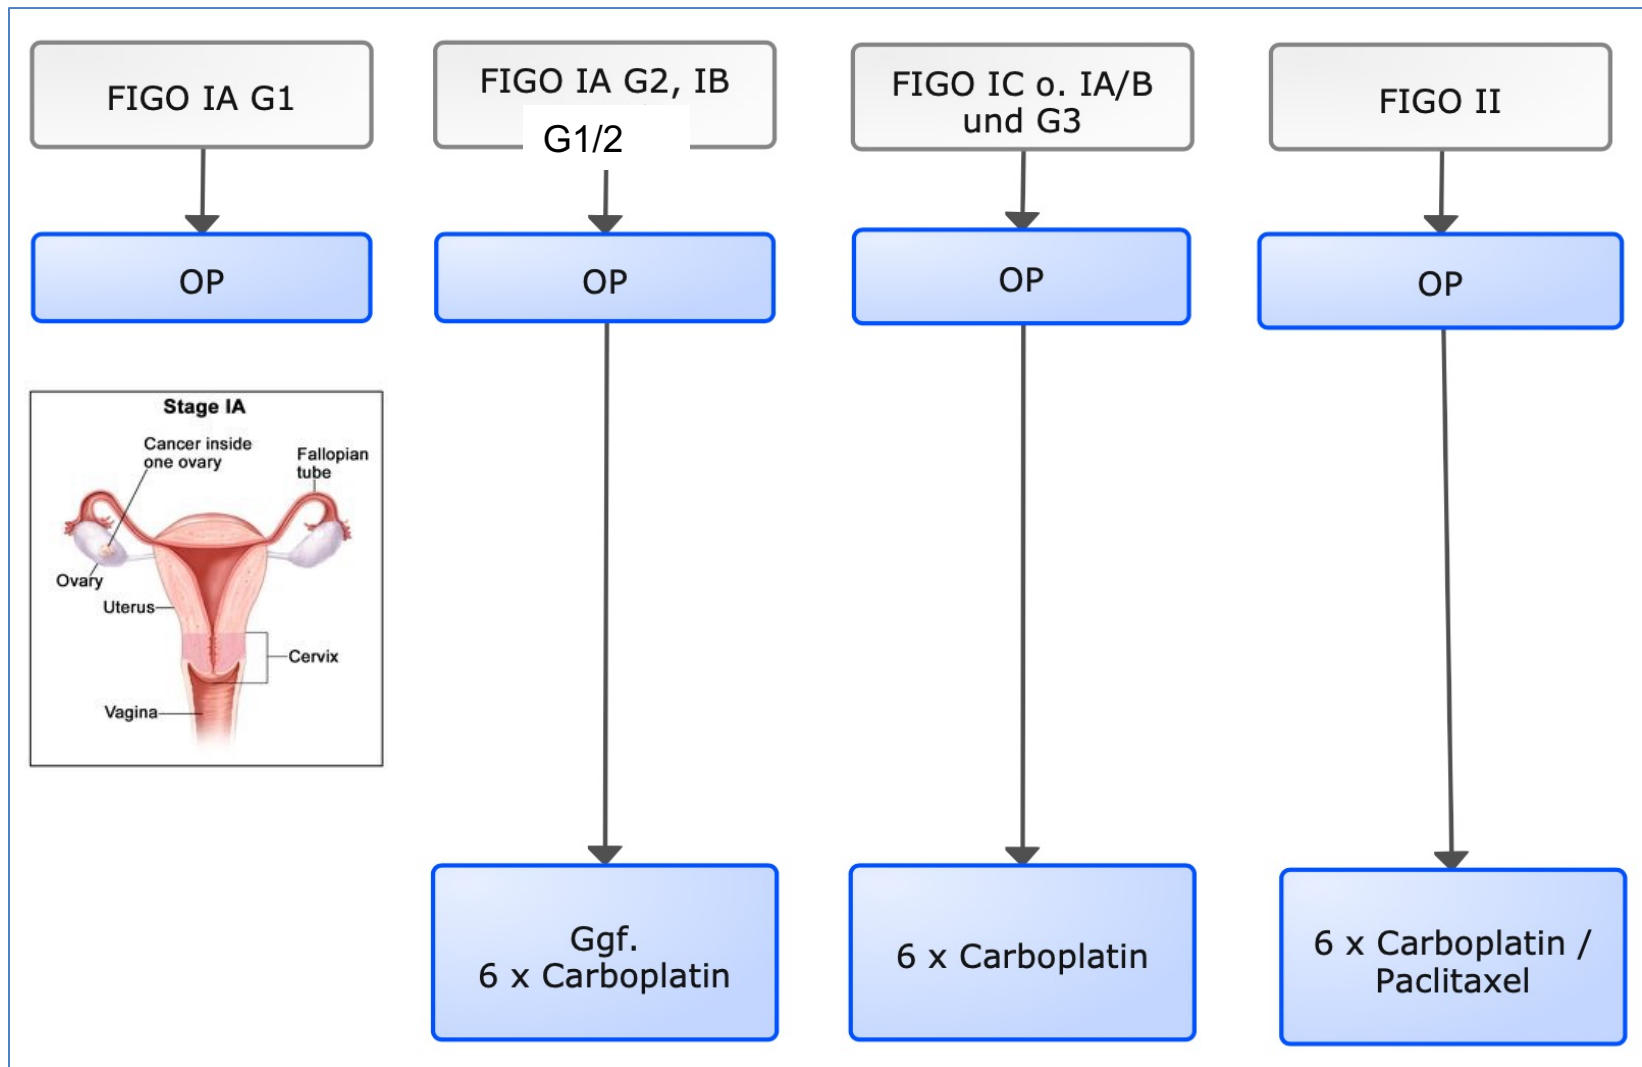 FIGO IA G1
FIGO IA G2, IB
G1/2
FIGO IC o. IA/B
und G3
FIGO II
OP
OP
OP
OP
Stage IA
Cancer inside
one ovary
Fallopian
tube
Ovary
Uterus
Cervix
Vagina
Ggf.
6 x Carboplatin
6 x Carboplatin
6 x Carboplatin /
Paclitaxel